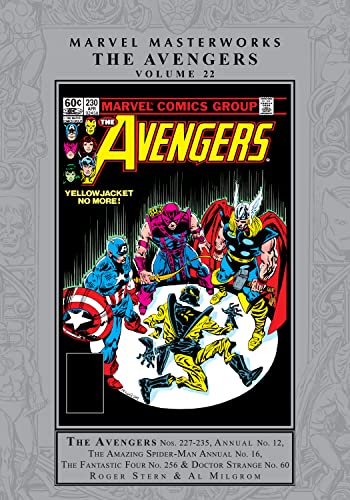 MARVEL MASTERWORKS
THE AVENGERS
VOLUME 22
60¢
230
APR
MARVEL COMICS GROUP
THE AVENGERS
YELLOWJACKET
NO MORE!
THE AVENGERS NOS. 227-235, ANNUAL NO. 12,
THE AMAZING SPIDER-MAN ANNUAL NO. 16,
THE FANTASTIC FOUR NO. 256 & DOCTOR STRANGE NO. 60
ROGER STERN & AL MILGROM